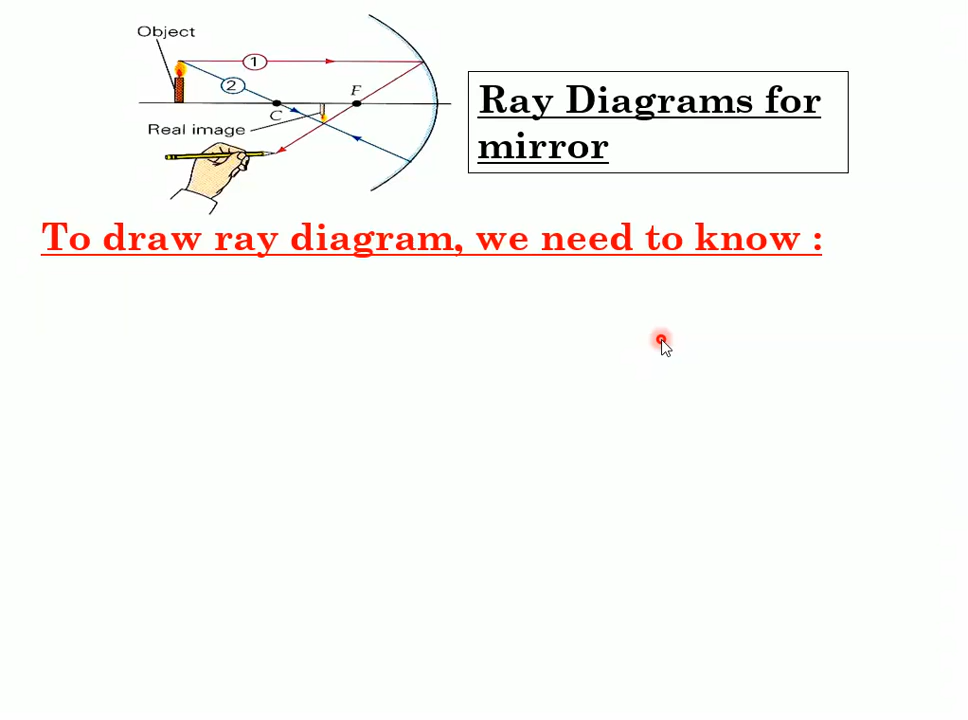 Object
1
2
F
C
Real image
Ray Diagrams for
mirror
To draw ray diagram, we need to know :